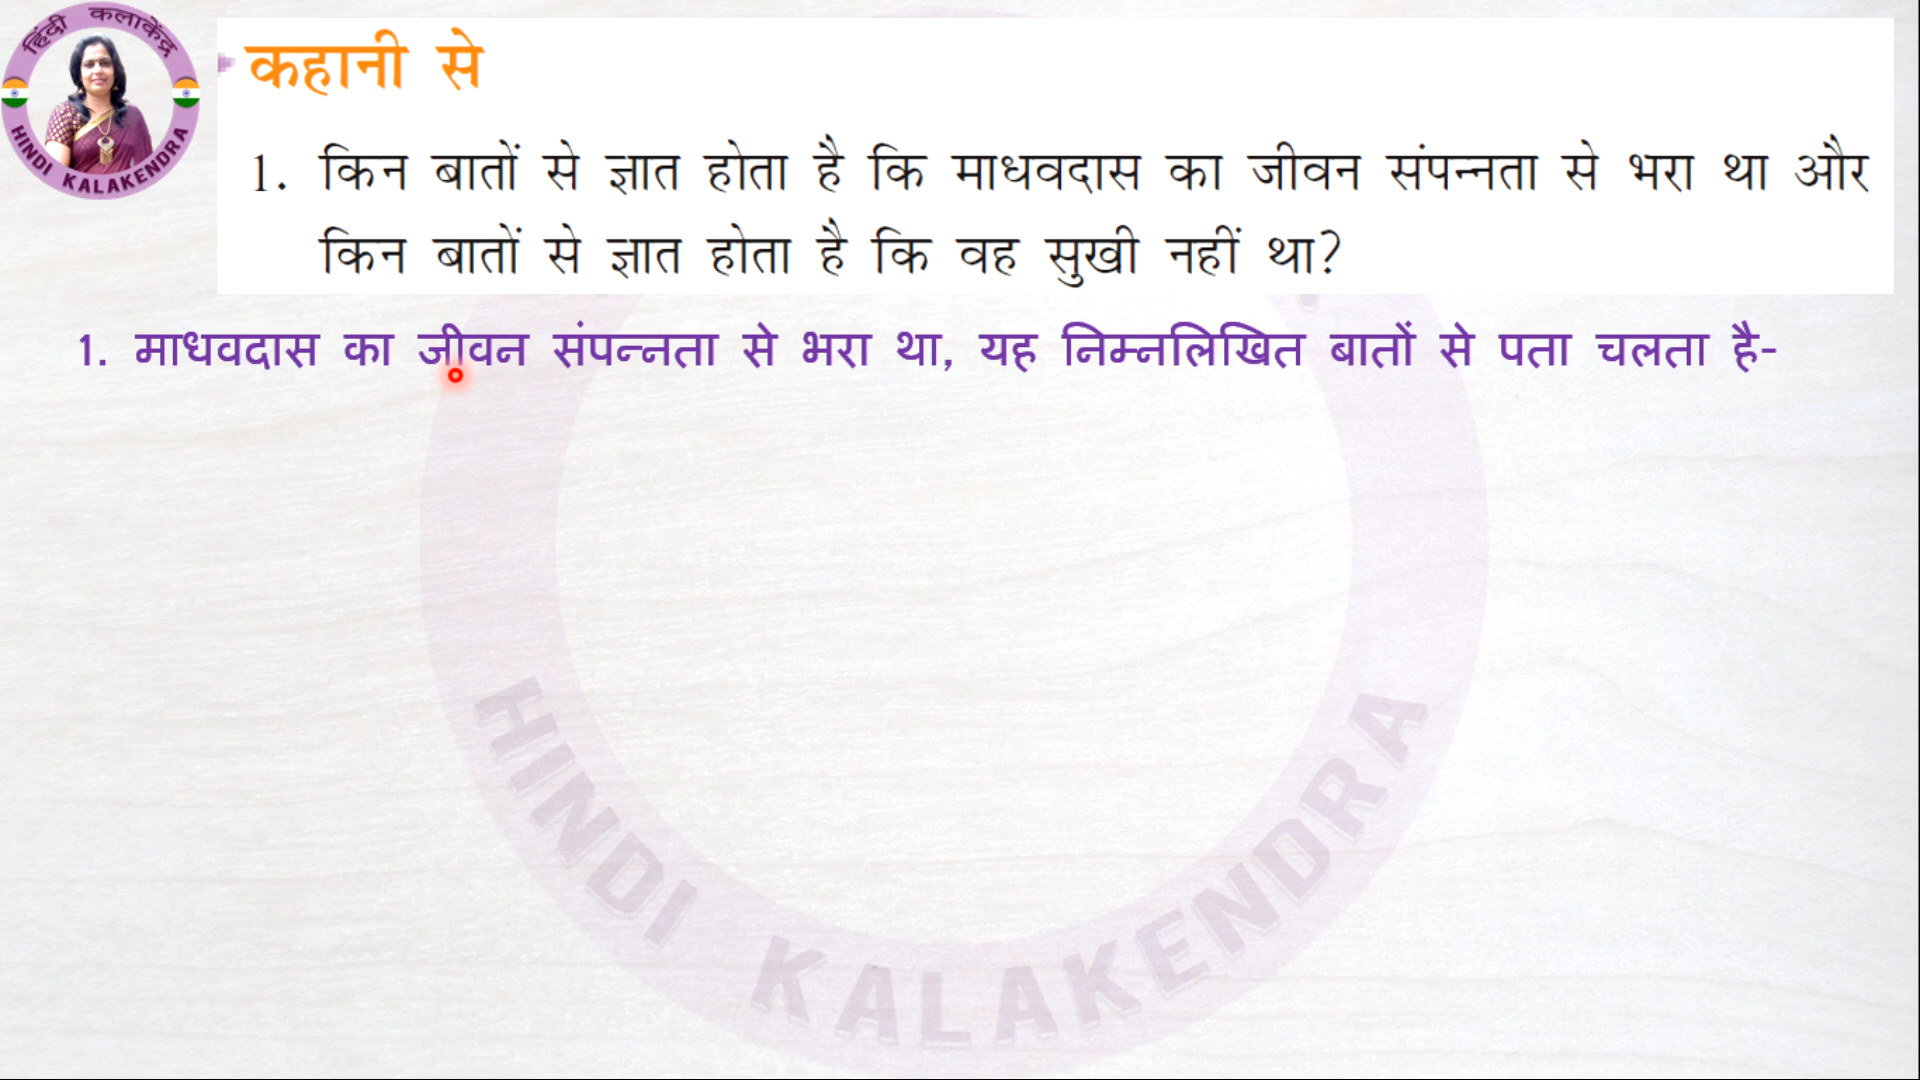 हिंदी कलाकेंद्र
HINDI KALAKENDRA
कहानी से
1. किन बातों से ज्ञात होता है कि माधवदास का जीवन संपन्नता से भरा था और
किन बातों से ज्ञात होता है कि वह सुखी नहीं था?
1. माधवदास का जीवन संपन्नता से भरा था, यह निम्नलिखित बातों से पता चलता है-
HINDI KALAKENDRA